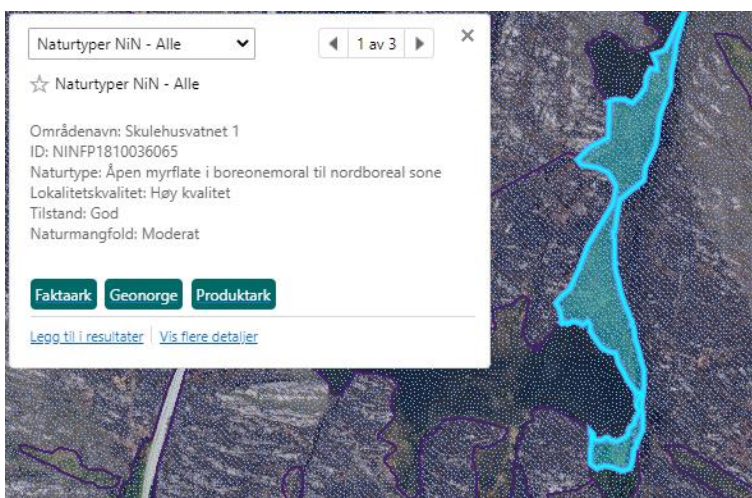 Naturtyper NiN - Alle
1 av 3
Naturtyper NiN - Alle
Områdenavn: Skulehusvatnet 1
ID: NINFP1810036065
Naturtype: Åpen myrflate i boreonemoral til nordboreal sone
Lokalitetskvalitet: Høy kvalitet
Tilstand: God
Naturmangfold: Moderat
Faktaark Geonorge Produktark
Legg til i resultater Vis flere detaljer